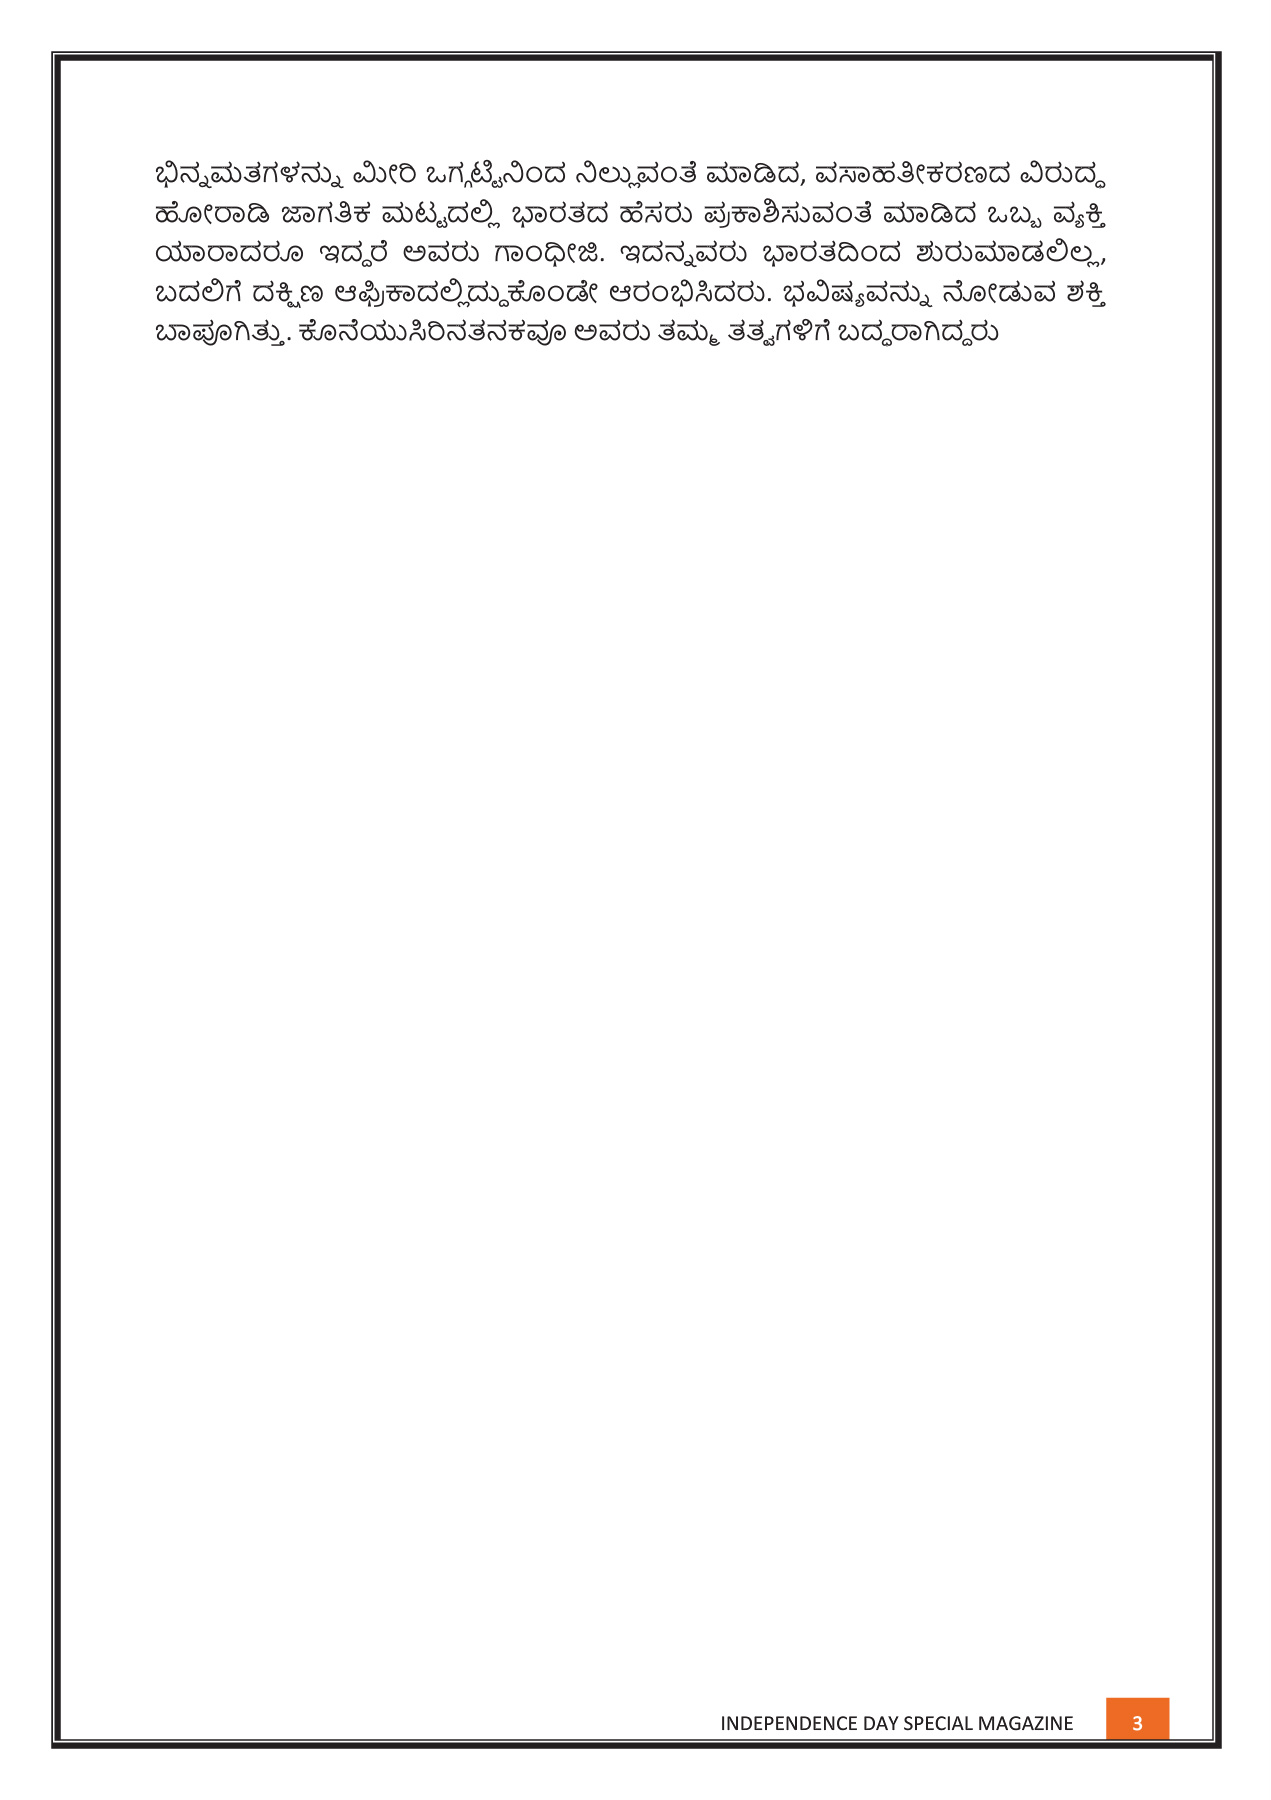 ಭಿನ್ನಮತಗಳನ್ನು ಮೀರಿ ಒಗ್ಗಟ್ಟಿನಿಂದ ನಿಲ್ಲುವಂತೆ ಮಾಡಿದ, ವಸಾಹತೀಕರಣದ ವಿರುದ್ಧ
ಹೋರಾಡಿ ಜಾಗತಿಕ ಮಟ್ಟದಲ್ಲಿ ಭಾರತದ ಹೆಸರು ಪ್ರಕಾಶಿಸುವಂತೆ ಮಾಡಿದ ಒಬ್ಬ ವ್ಯಕ್ತಿ
ಯಾರಾದರೂ ಇದ್ದರೆ ಅವರು ಗಾಂಧೀಜಿ. ಇದನ್ನವರು ಭಾರತದಿಂದ ಶುರುಮಾಡಲಿಲ್ಲ,
ಬದಲಿಗೆ ದಕ್ಷಿಣ ಆಫ್ರಿಕಾದಲ್ಲಿದ್ದುಕೊಂಡೇ ಆರಂಭಿಸಿದರು. ಭವಿಷ್ಯವನ್ನು ನೋಡುವ ಶಕ್ತಿ
ಬಾಪೂಗಿತ್ತು. ಕೊನೆಯುಸಿರಿನತನಕವೂ ಅವರು ತಮ್ಮ ತತ್ವಗಳಿಗೆ ಬದ್ಧರಾಗಿದ್ದರು
INDEPENDENCE DAY SPECIAL MAGAZINE 3